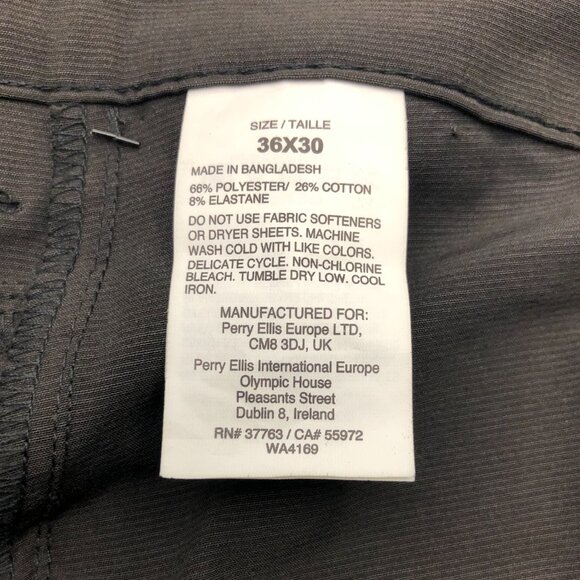 SIZE / TAILLE
36X30
MADE IN BANGLADESH
66% POLYESTER/ 26% COTTON
8% ELASTANE
DO NOT USE FABRIC SOFTENERS
OR DRYER SHEETS. MACHINE
WASH COLD WITH LIKE COLORS.
DELICATE CYCLE. NON-CHLORINE
BLEACH. TUMBLE DRY LOW. COOL
IRON.
MANUFACTURED FOR:
Perry Ellis Europe LTD,
CM8 3DJ, UK
Perry Ellis International Europe
Olympic House
Pleasants Street
Dublin 8, Ireland
RN# 37763 / CA# 55972
WA4169